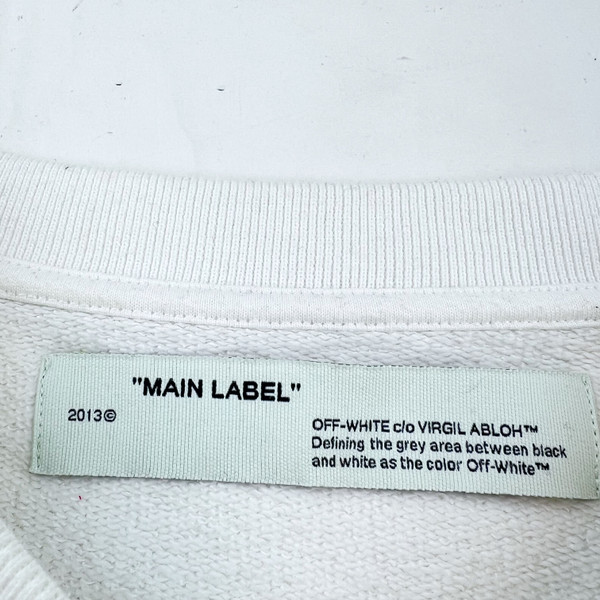 "MAIN LABEL"
2013©
OFF-WHITE c/o VIRGIL ABLOH™
Defining the grey area between black
and white as the color Off-White™